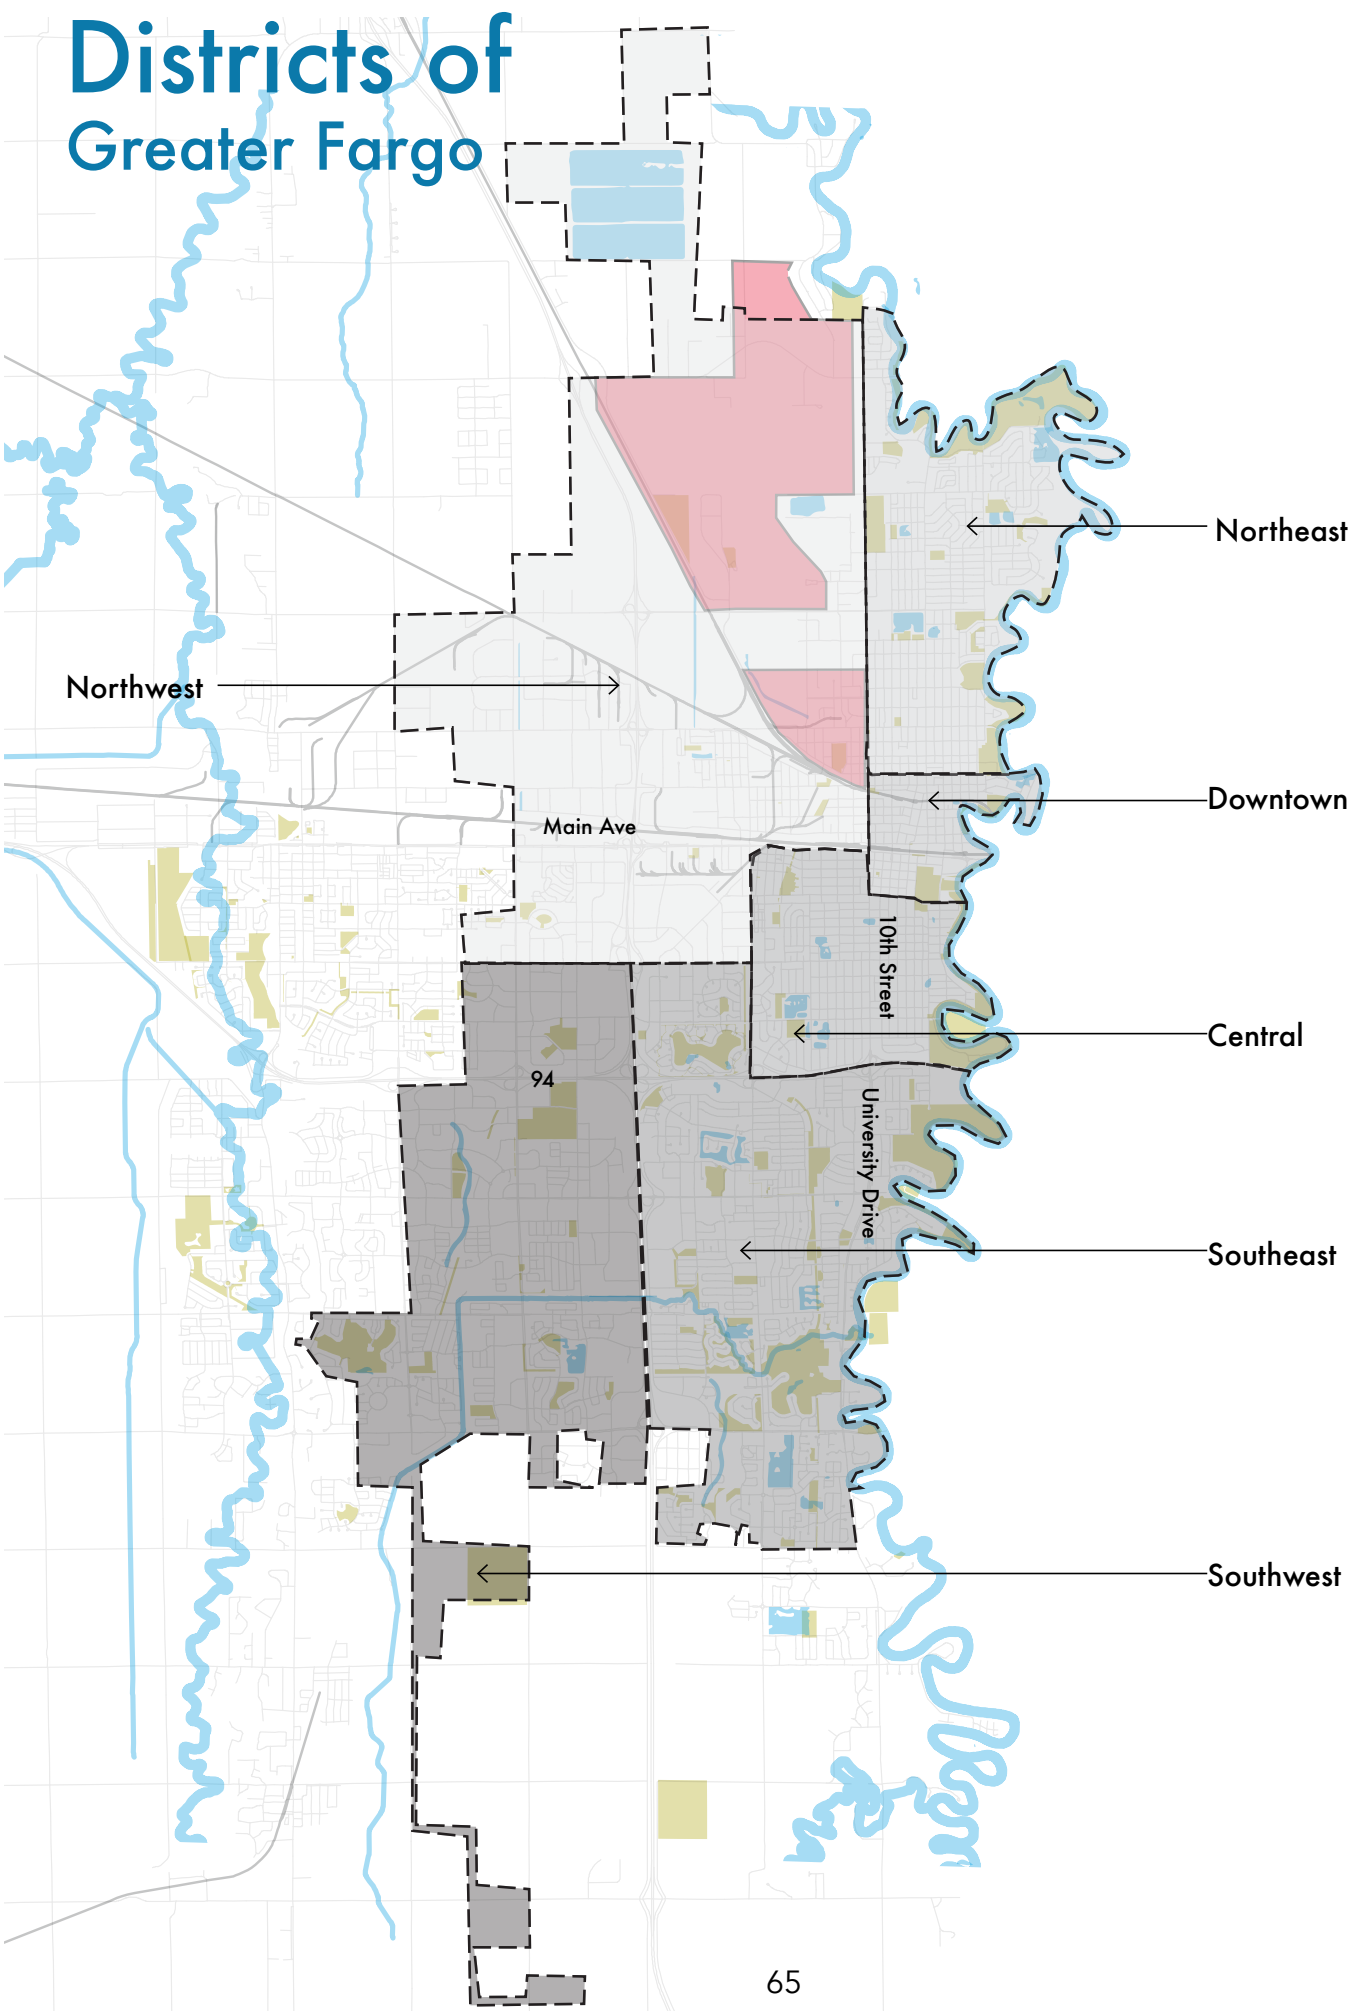 Districts of
Greater Fargo
Northeast
Northwest
Downtown
Main Ave
10th Street
Central
94
University Drive
Southeast
Southwest
65